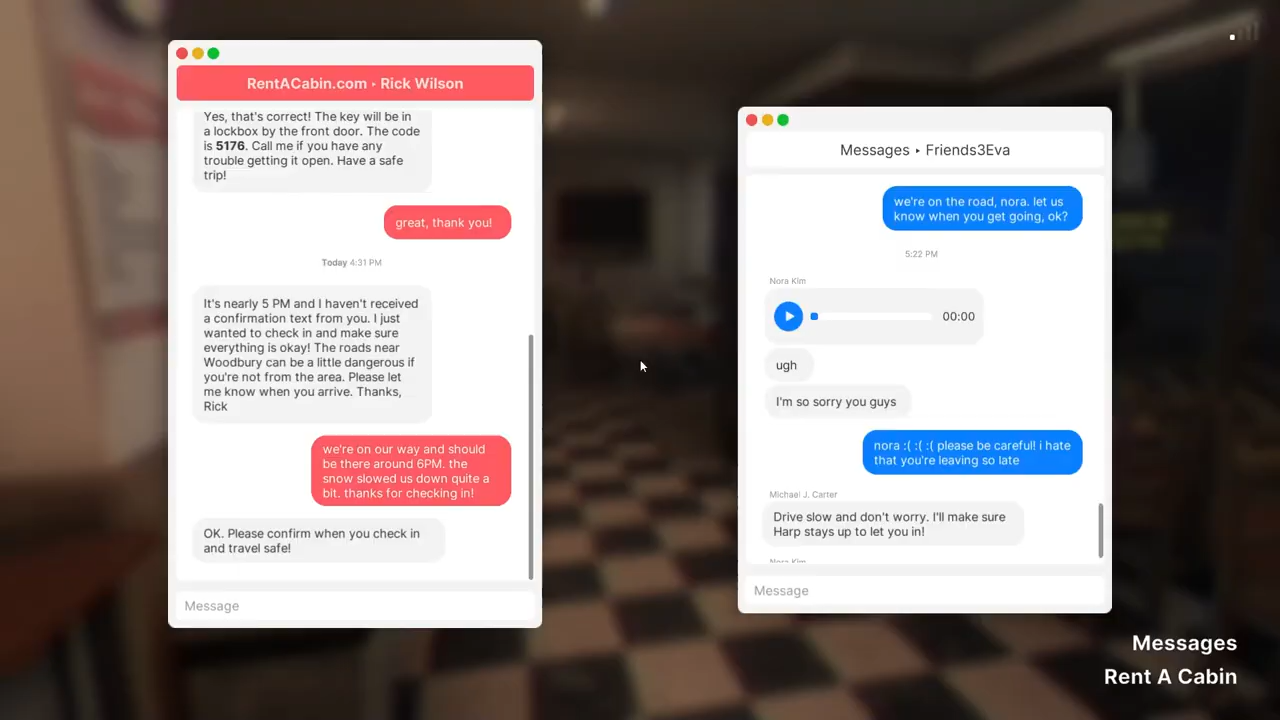 RentACabin.com ‣ Rick Wilson
Yes, that's correct! The key will be
in a lockbox by the front door. The code
is 5176. Call me if you have any
trouble getting it open. Have a safe
trip!
great, thank you!
Today 4:31 PM
It's nearly 5 PM and I haven't received
a confirmation text from you. I just
wanted to check in and make sure
everything is okay! The roads near
Woodbury can be a little dangerous if
you're not from the area. Please let
me know when you arrive. Thanks,
Rick
we're on our way and should
be there around 6PM. the
snow slowed us down quite a
bit. thanks for checking in!
OK. Please confirm when you check in
and travel safe!
Message
Messages ‣ Friends3Eva
we're on the road, nora. let us
know when you get going, ok?
5:22 PM
Nora Kim
00:00
ugh
I'm so sorry you guys
nora :( :( :( please be careful! i hate
that you're leaving so late
Michael J. Carter
Drive slow and don't worry. I'll make sure
Harp stays up to let you in!
Nora Kim
Message
Messages
Rent A Cabin